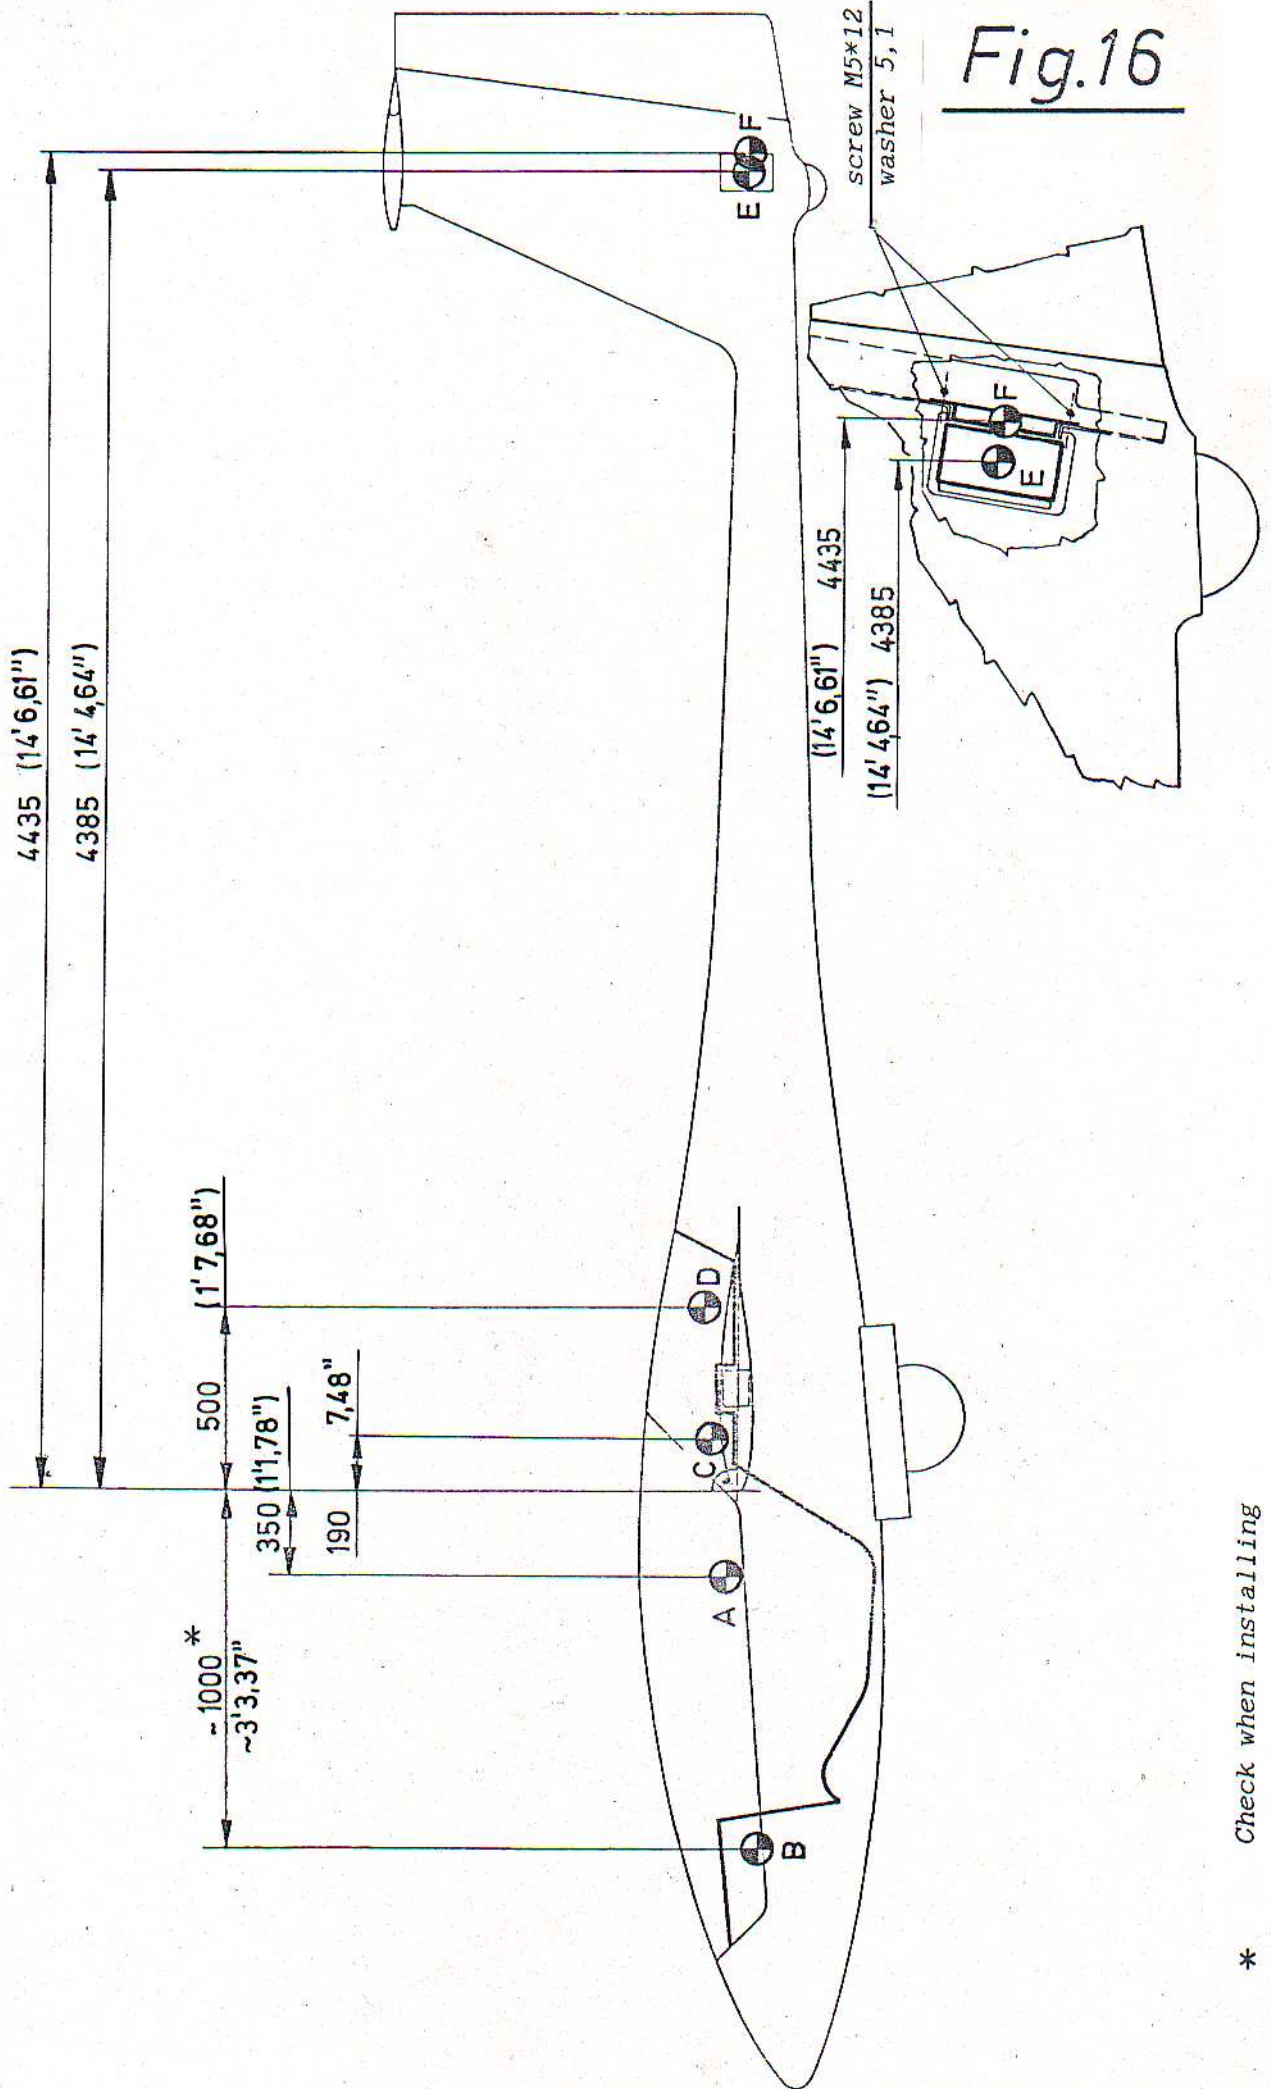 Fig.16
4435 (14' 6,61")
4385 (14' 4,64")
500 (1' 7,68")
350 (1'1,78")
190 7,48"
~1000 *
~3'3,37"
A
B
C
D
E
F
screw M5*12
washer 5,1
(14' 6,61") 4435
(14' 4,64") 4385
E
F
* Check when installing